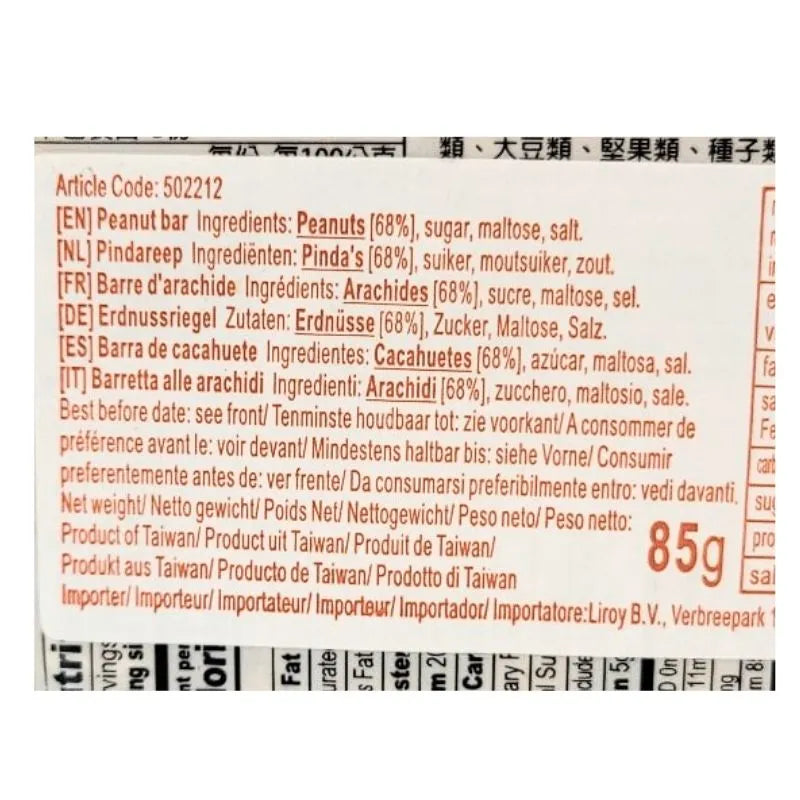 每100公克
類、大豆類、堅果類、種子類
Article Code: 502212
[EN] Peanut bar Ingredients: Peanuts [68%], sugar, maltose, salt.
[NL] Pindareep Ingrediënten: Pinda's [68%], suiker, moutsuiker, zout.
[FR] Barre d'arachide Ingrédients: Arachides [68%], sucre, maltose, sel.
[DE] Erdnussriegel Zutaten: Erdnüsse [68%], Zucker, Maltose, Salz.
[ES] Barra de cacahuete Ingredientes: Cacahuetes [68%], azúcar, maltosa, sal.
[IT] Barretta alle arachidi Ingredienti: Arachidi [68%], zucchero, maltosio, sale.
Best before date: see front/ Tenminste houdbaar tot: zie voorkant/ A consommer de
préférence avant le: voir devant/ Mindestens haltbar bis: siehe Vorne/ Consumir
preferentemente antes de: ver frente/ Da consumarsi preferibilmente entro: vedi davanti.
Net weight/ Netto gewicht/ Poids Net/ Nettogewicht/ Peso neto/ Peso netto:
85g
Product of Taiwan/ Product uit Taiwan/ Produit de Taiwan/
Produkt aus Taiwan/ Producto de Taiwan/ Prodotto di Taiwan
Importer/ Importeur/ Importateur/ Importeur/ Importador/ Importatore:Liroy B.V., Verbreepark
Fat